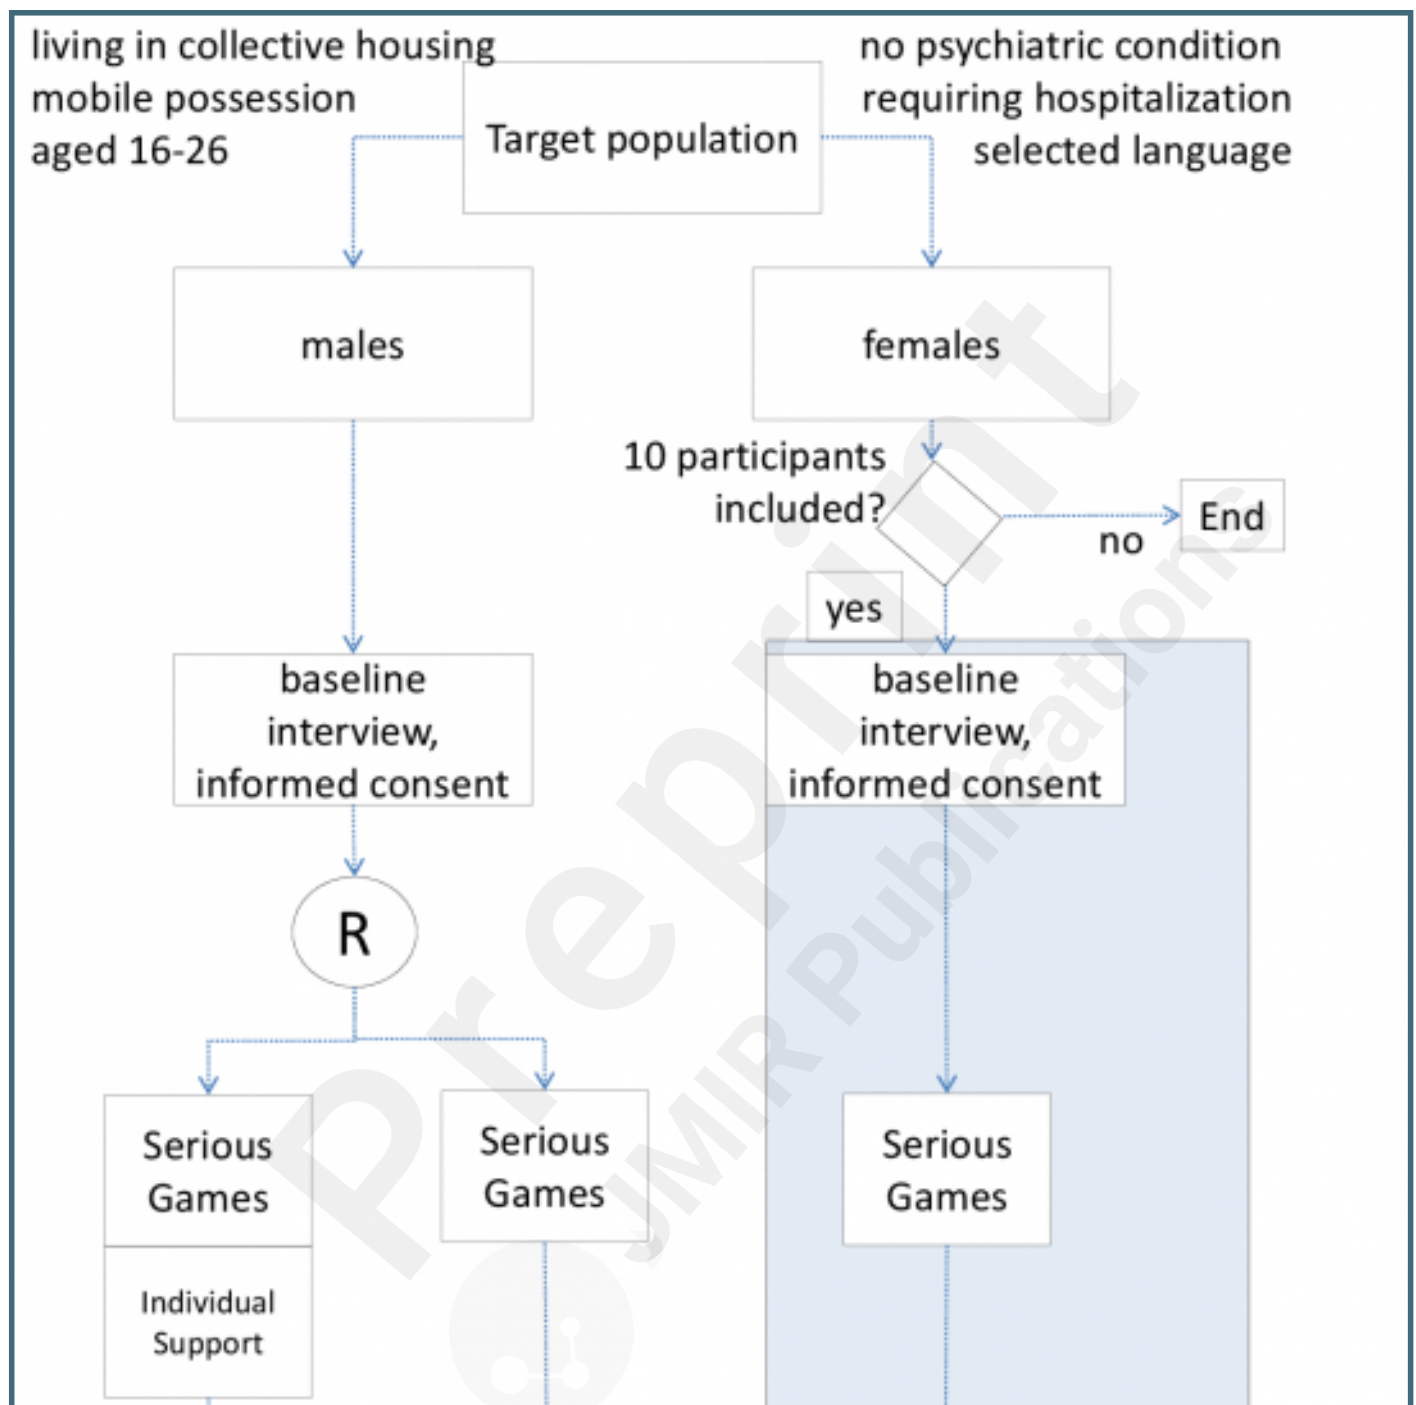 living in collective housing
mobile possession
aged 16-26
no psychiatric condition
requiring hospitalization
selected language
Target population
males
females
10 participants
included?
no
End
yes
baseline
interview,
informed consent
baseline
interview,
informed consent
R
Serious
Games
Individual
Support
Serious
Games
Serious
Games
Preprint
JMIR Publications